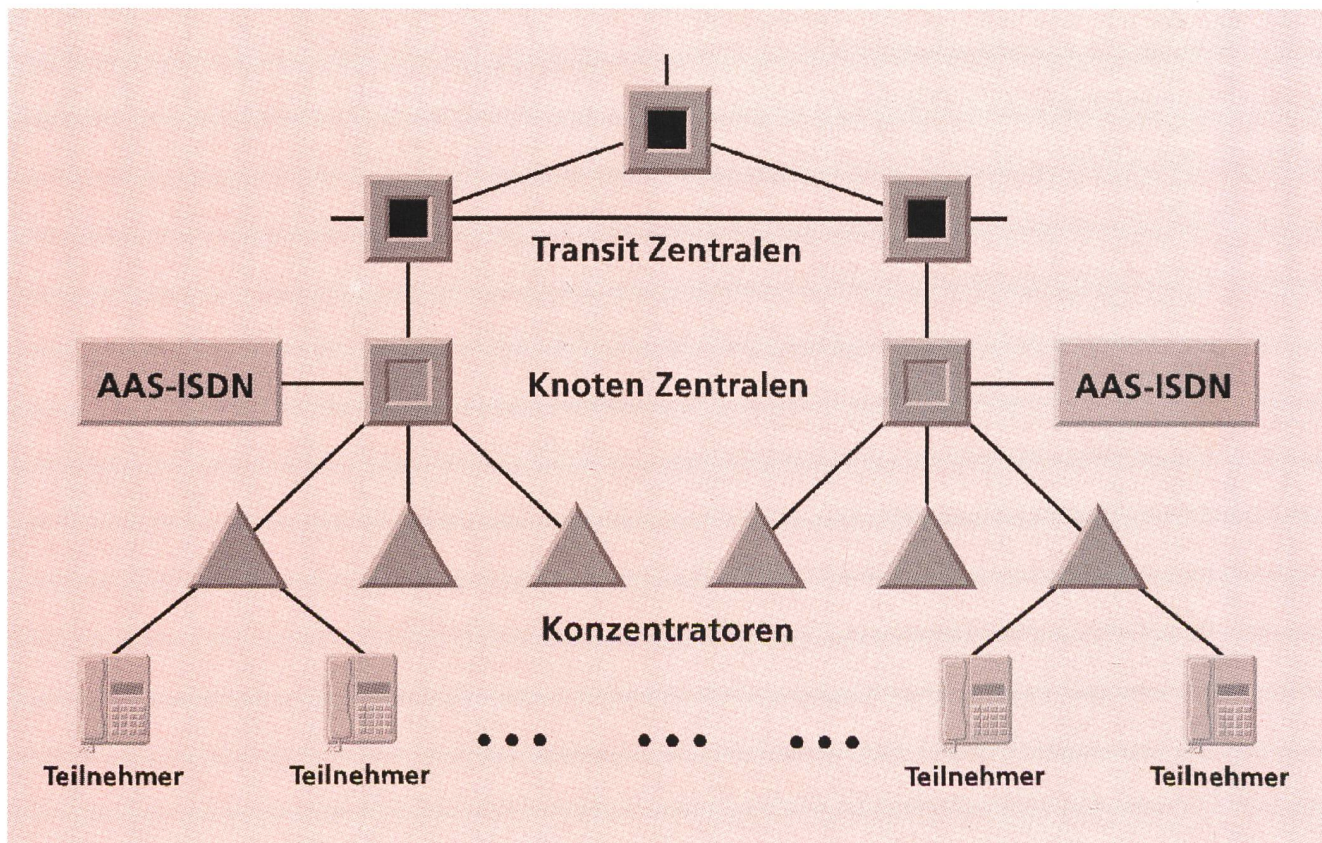 Transit Zentralen
AAS-ISDN
Knoten Zentralen
AAS-ISDN
Konzentratoren
Teilnehmer
Teilnehmer
Teilnehmer
Teilnehmer